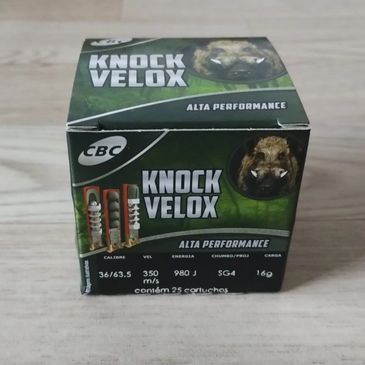 CBC
KNOCK
VELOX
ALTA PERFORMANCE
CBC
KNOCK
VELOX
ALTA PERFORMANCE
CALIBRE VEL ENERGIA CHUMBO/PROJ CARGA
36/63.5 350 m/s 980 J SG4 16g
contém 25 cartuchos